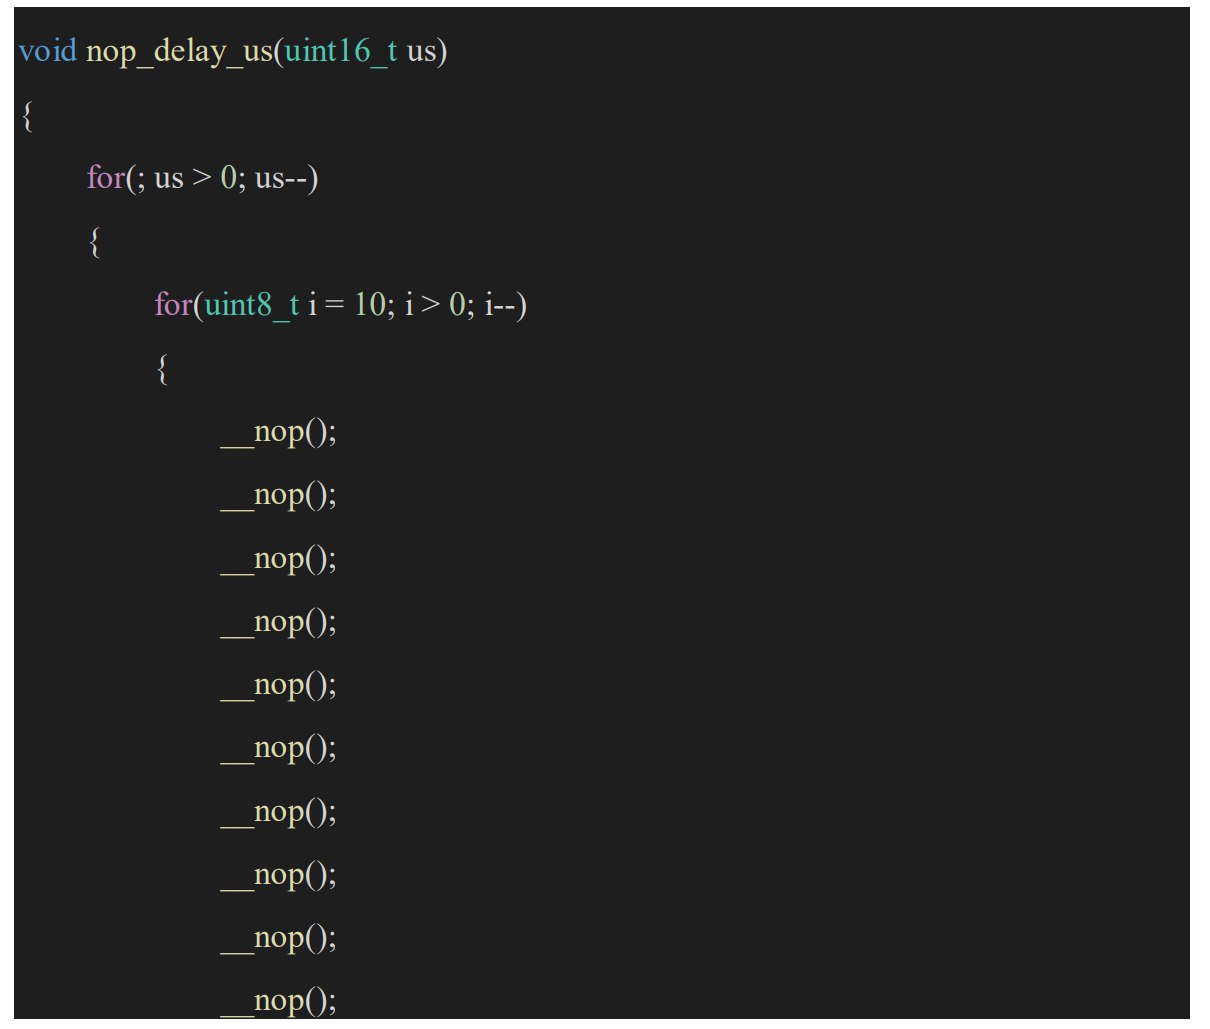 void nop_delay_us(uint16_t us)
{
for(; us > 0; us--)
{
for(uint8_t i = 10; i > 0; i--)
{
__nop();
__nop();
__nop();
__nop();
__nop();
__nop();
__nop();
__nop();
__nop();
__nop();